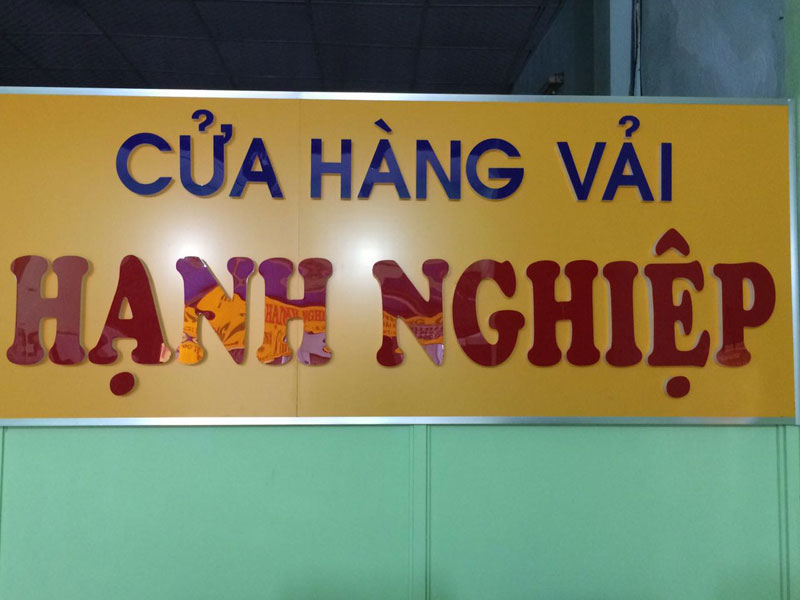 CỬA HÀNG VẢI
HẠNH NGHIỆP